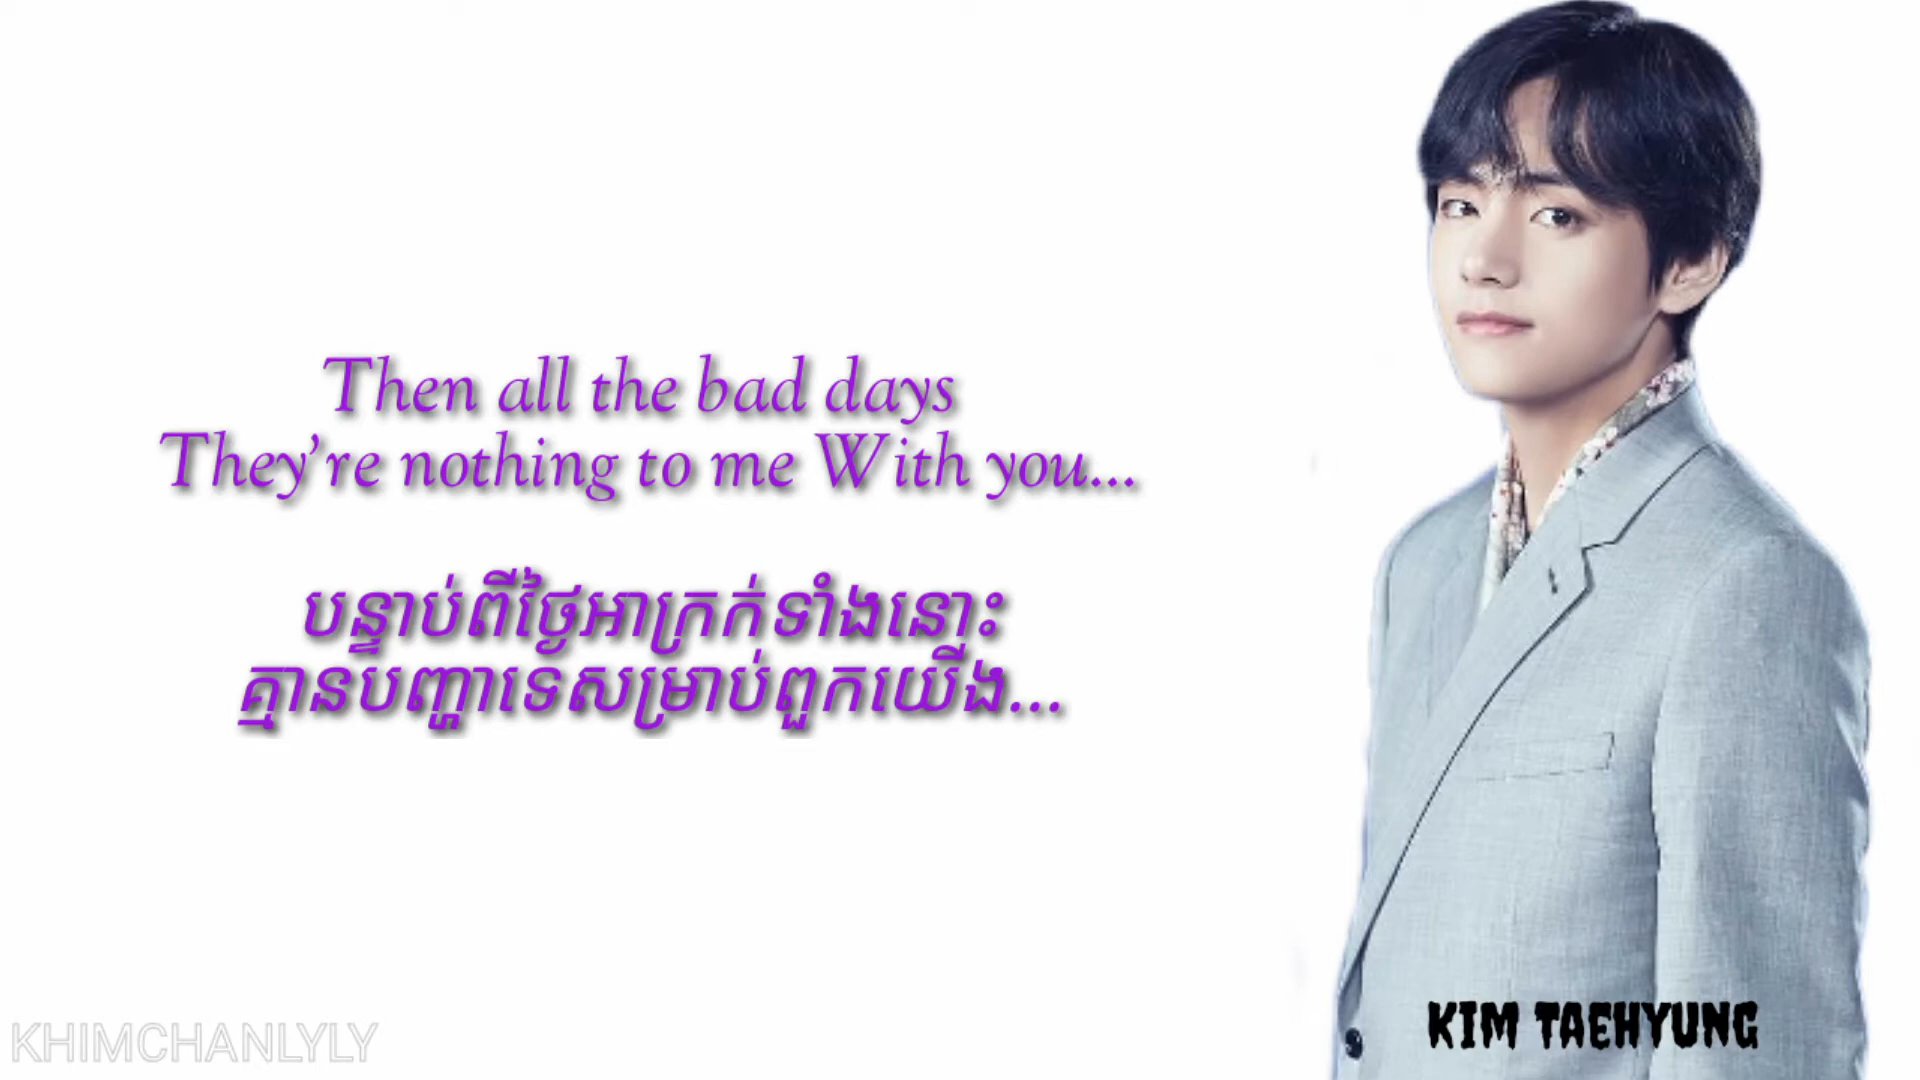 Then all the bad days
They're nothing to me With you...
បន្ទាប់ពីថ្ងៃអាក្រក់ទាំងនោះ
គ្មានបញ្ហាទេសម្រាប់ពួកយើង...
KHIMCHANLYLY
KIM TAEHYUNG